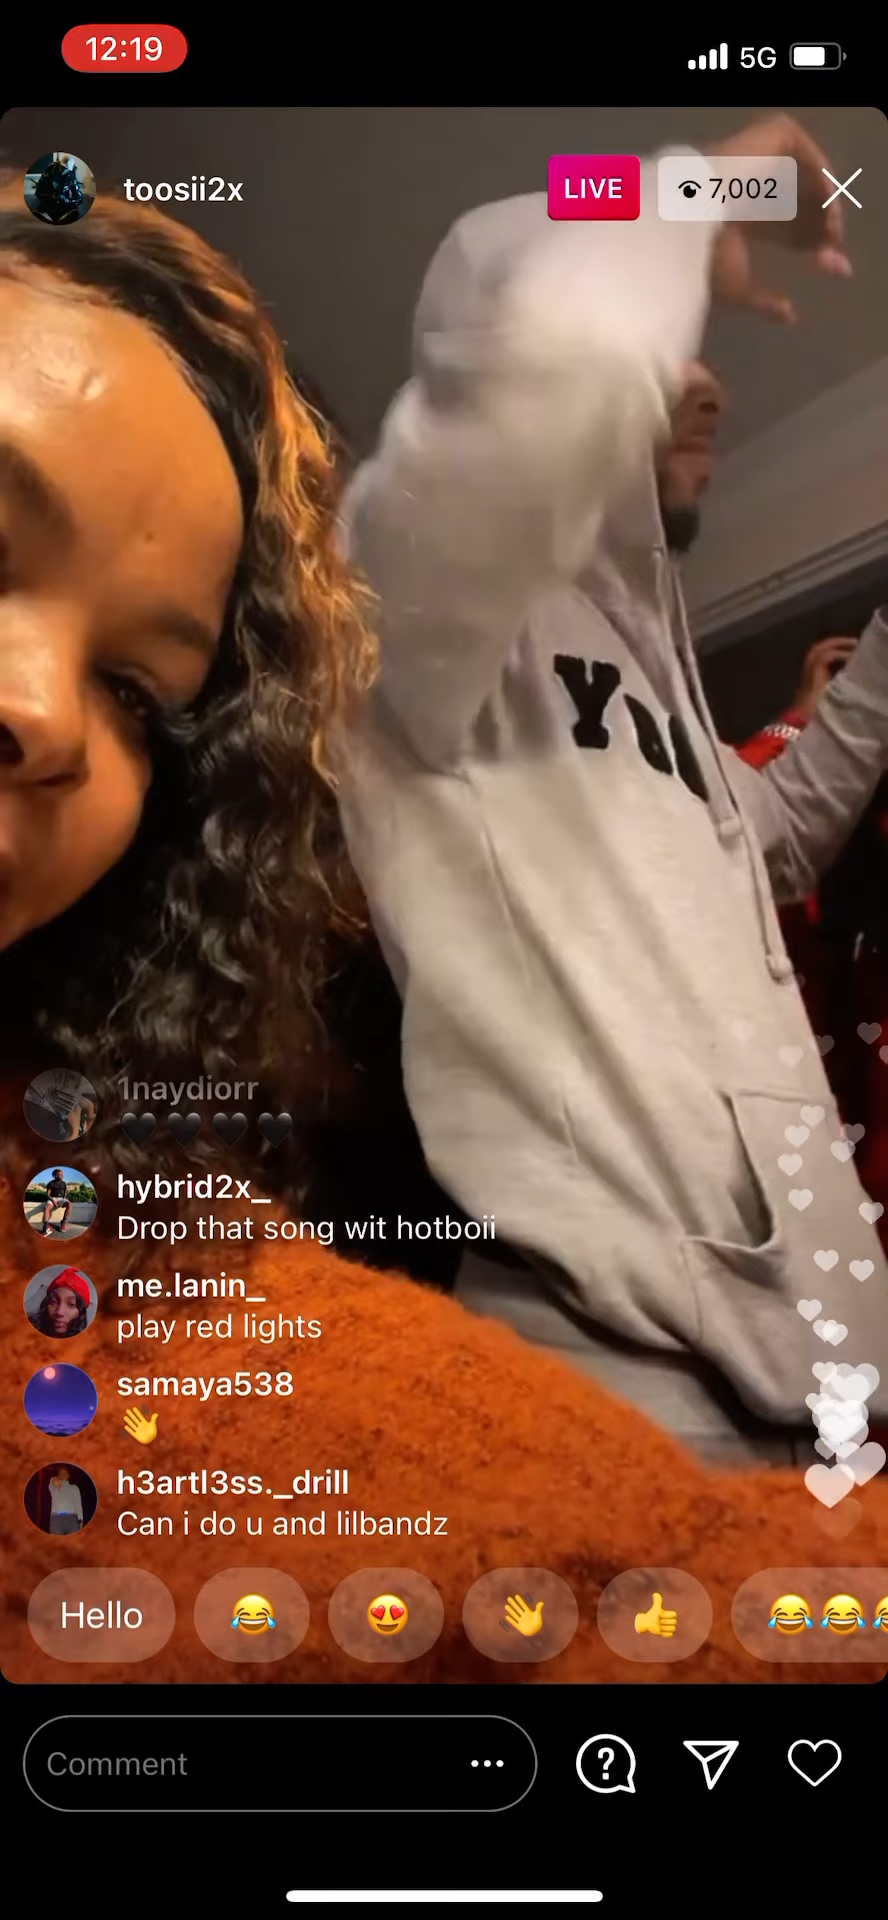 12:19
5G
toosii2x
LIVE
7,002
YOU
1naydiorr
🖤🖤🖤🖤
hybrid2x_
Drop that song wit hotboii
me.lanin_
play red lights
samaya538
👋
h3artl3ss._drill
Can i do u and lilbandz
Hello 😂 😍 👋 👍 😂😂😂
Comment